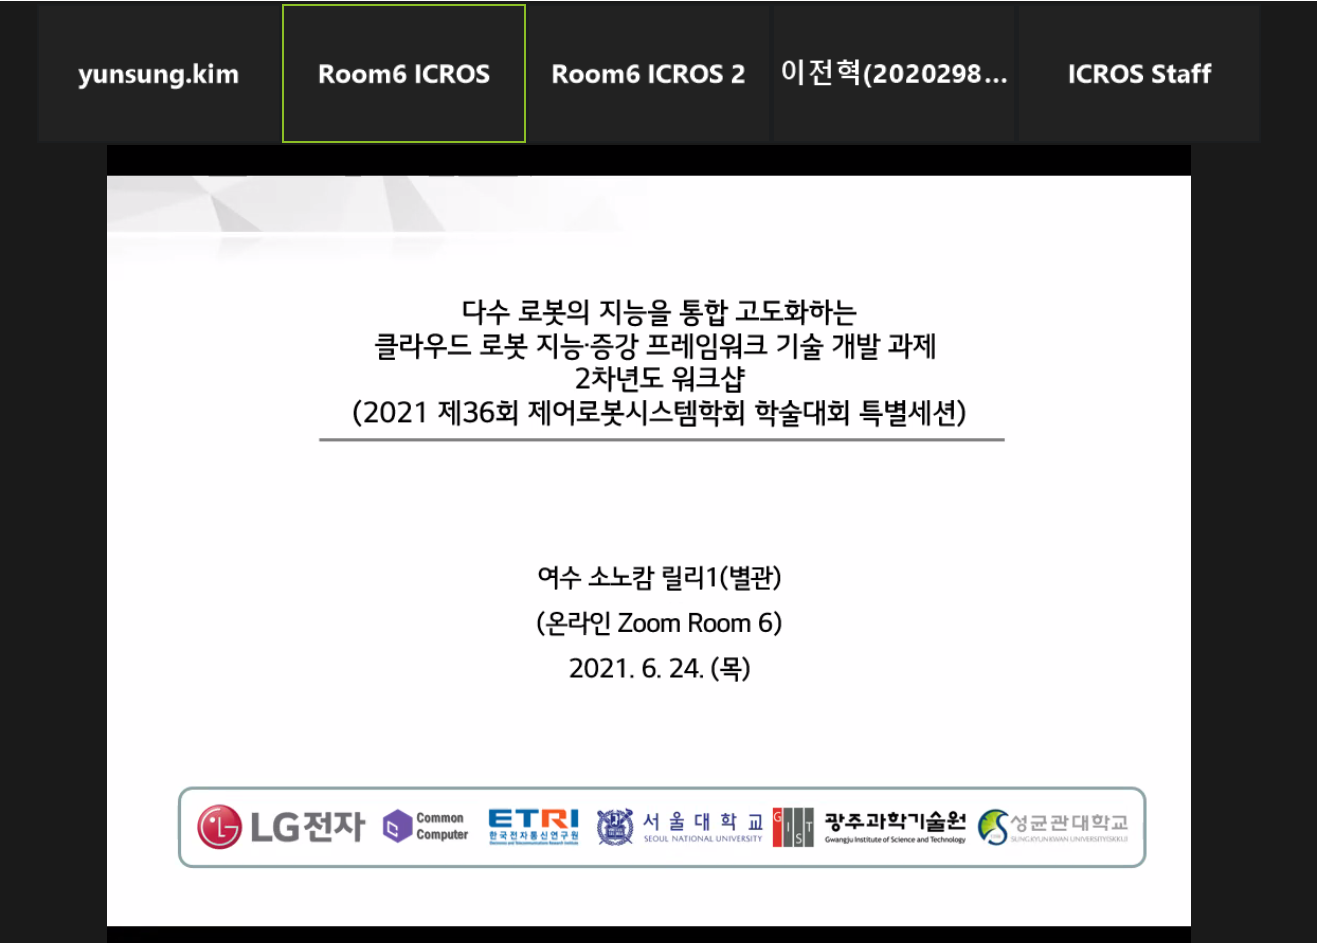 yunsung.kim
Room6 ICROS
Room6 ICROS 2
이전혁(2020298...
ICROS Staff
다수 로봇의 지능을 통합 고도화하는
클라우드 로봇 지능·증강 프레임워크 기술 개발 과제
2차년도 워크샵
(2021 제36회 제어로봇시스템학회 학술대회 특별세션)
여수 소노캄 릴리1(별관)
(온라인 Zoom Room 6)
2021. 6. 24. (목)
LG전자
Common
Computer
ETRI
한국전자통신연구원
Electronics and Telecommunications Research Institute
서울대학교
SEOUL NATIONAL UNIVERSITY
GIST
광주과학기술원
Gwangju Institute of Science and Technology
성균관대학교
SUNGKYUNKWAN UNIVERSITY(SKKU)